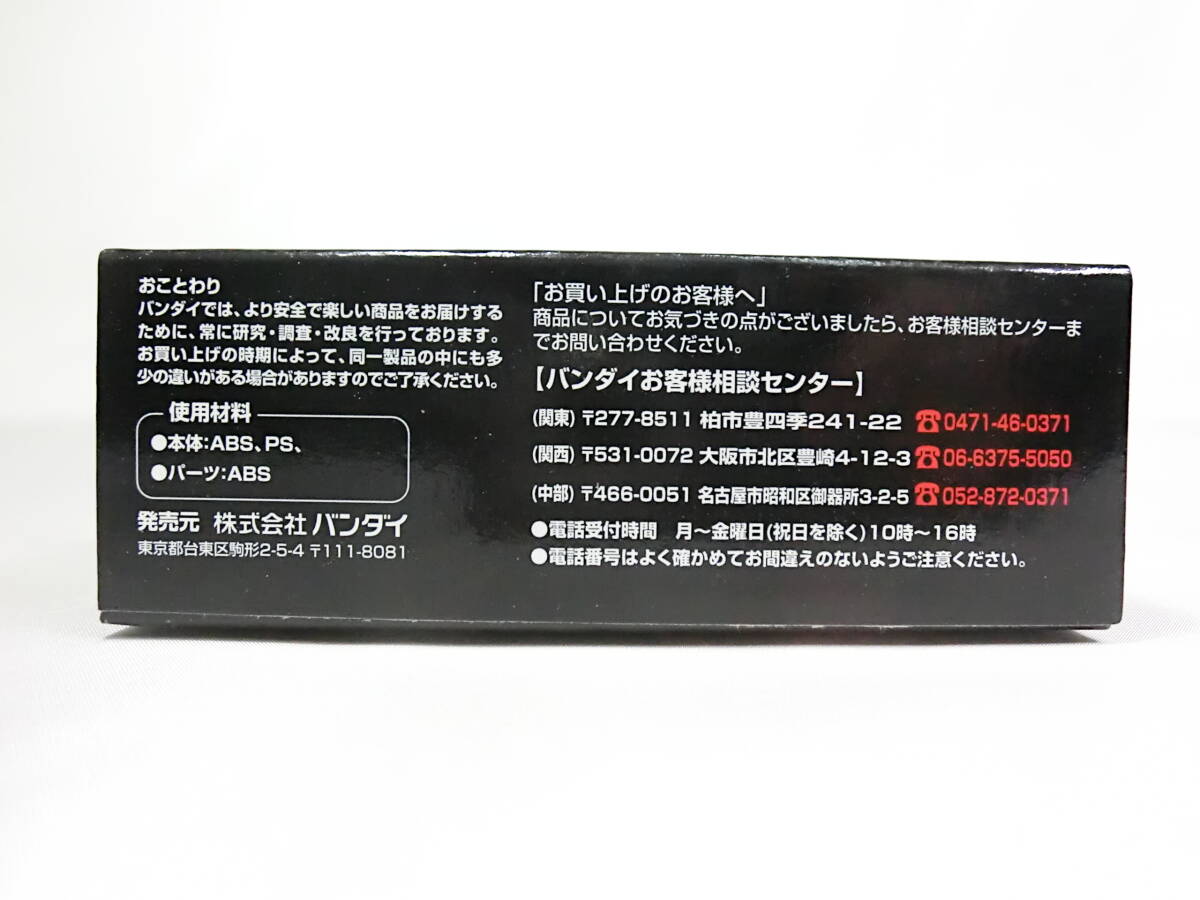 おことわり
バンダイでは、より安全で楽しい商品をお届けする
ために、常に研究・調査・改良を行っております。
お買い上げの時期によって、同一製品の中にも多
少の違いがある場合がありますのでご了承ください。
使用材料
●本体:ABS、PS、
●パーツ:ABS
発売元 株式会社 バンダイ
東京都台東区駒形2-5-4 〒111-8081
「お買い上げのお客様へ」
商品についてお気づきの点がございましたら、お客様相談センターま
でお問い合わせください。
【バンダイお客様相談センター】
(関東) 〒277-8511 柏市豊四季241-22 ☎0471-46-0371
(関西) 〒531-0072 大阪市北区豊崎4-12-3 ☎06-6375-5050
(中部) 〒466-0051 名古屋市昭和区御器所3-2-5 ☎052-872-0371
●電話受付時間 月〜金曜日(祝日を除く)10時〜16時
●電話番号はよく確かめてお間違えのないようご注意ください。